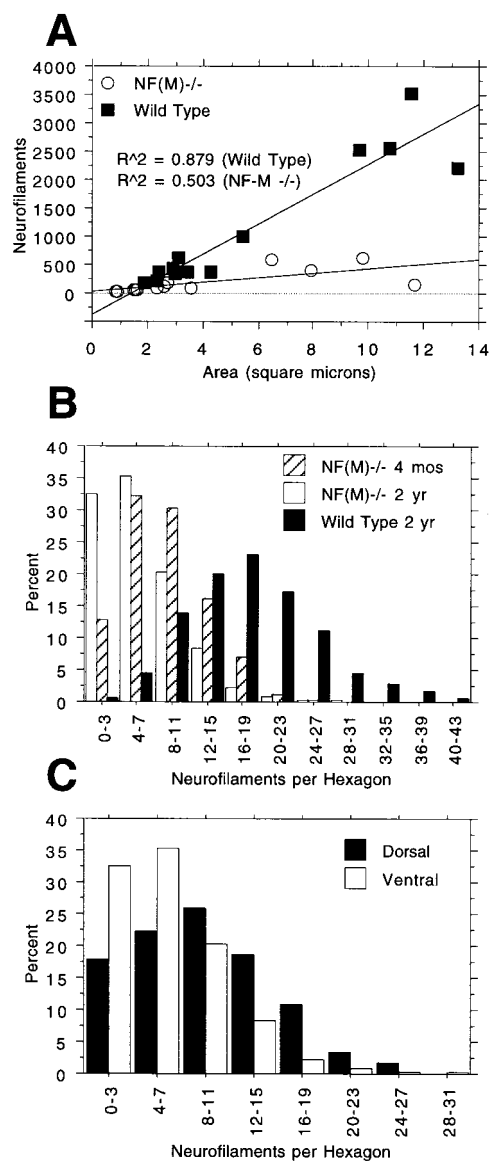 A
NF(M)-/-
Wild Type
R^2 = 0.879 (Wild Type)
R^2 = 0.503 (NF-M -/-)
Neurofilaments
4000
3500
3000
2500
2000
1500
1000
500
0
0 2 4 6 8 10 12 14
Area (square microns)
B
NF(M)-/- 4 mos
NF(M)-/- 2 yr
Wild Type 2 yr
Percent
40
35
30
25
20
15
10
5
0
0-3
4-7
8-11
12-15
16-19
20-23
24-27
28-31
32-35
36-39
40-43
Neurofilaments per Hexagon
C
Dorsal
Ventral
Percent
40
35
30
25
20
15
10
5
0
0-3
4-7
8-11
12-15
16-19
20-23
24-27
28-31
Neurofilaments per Hexagon